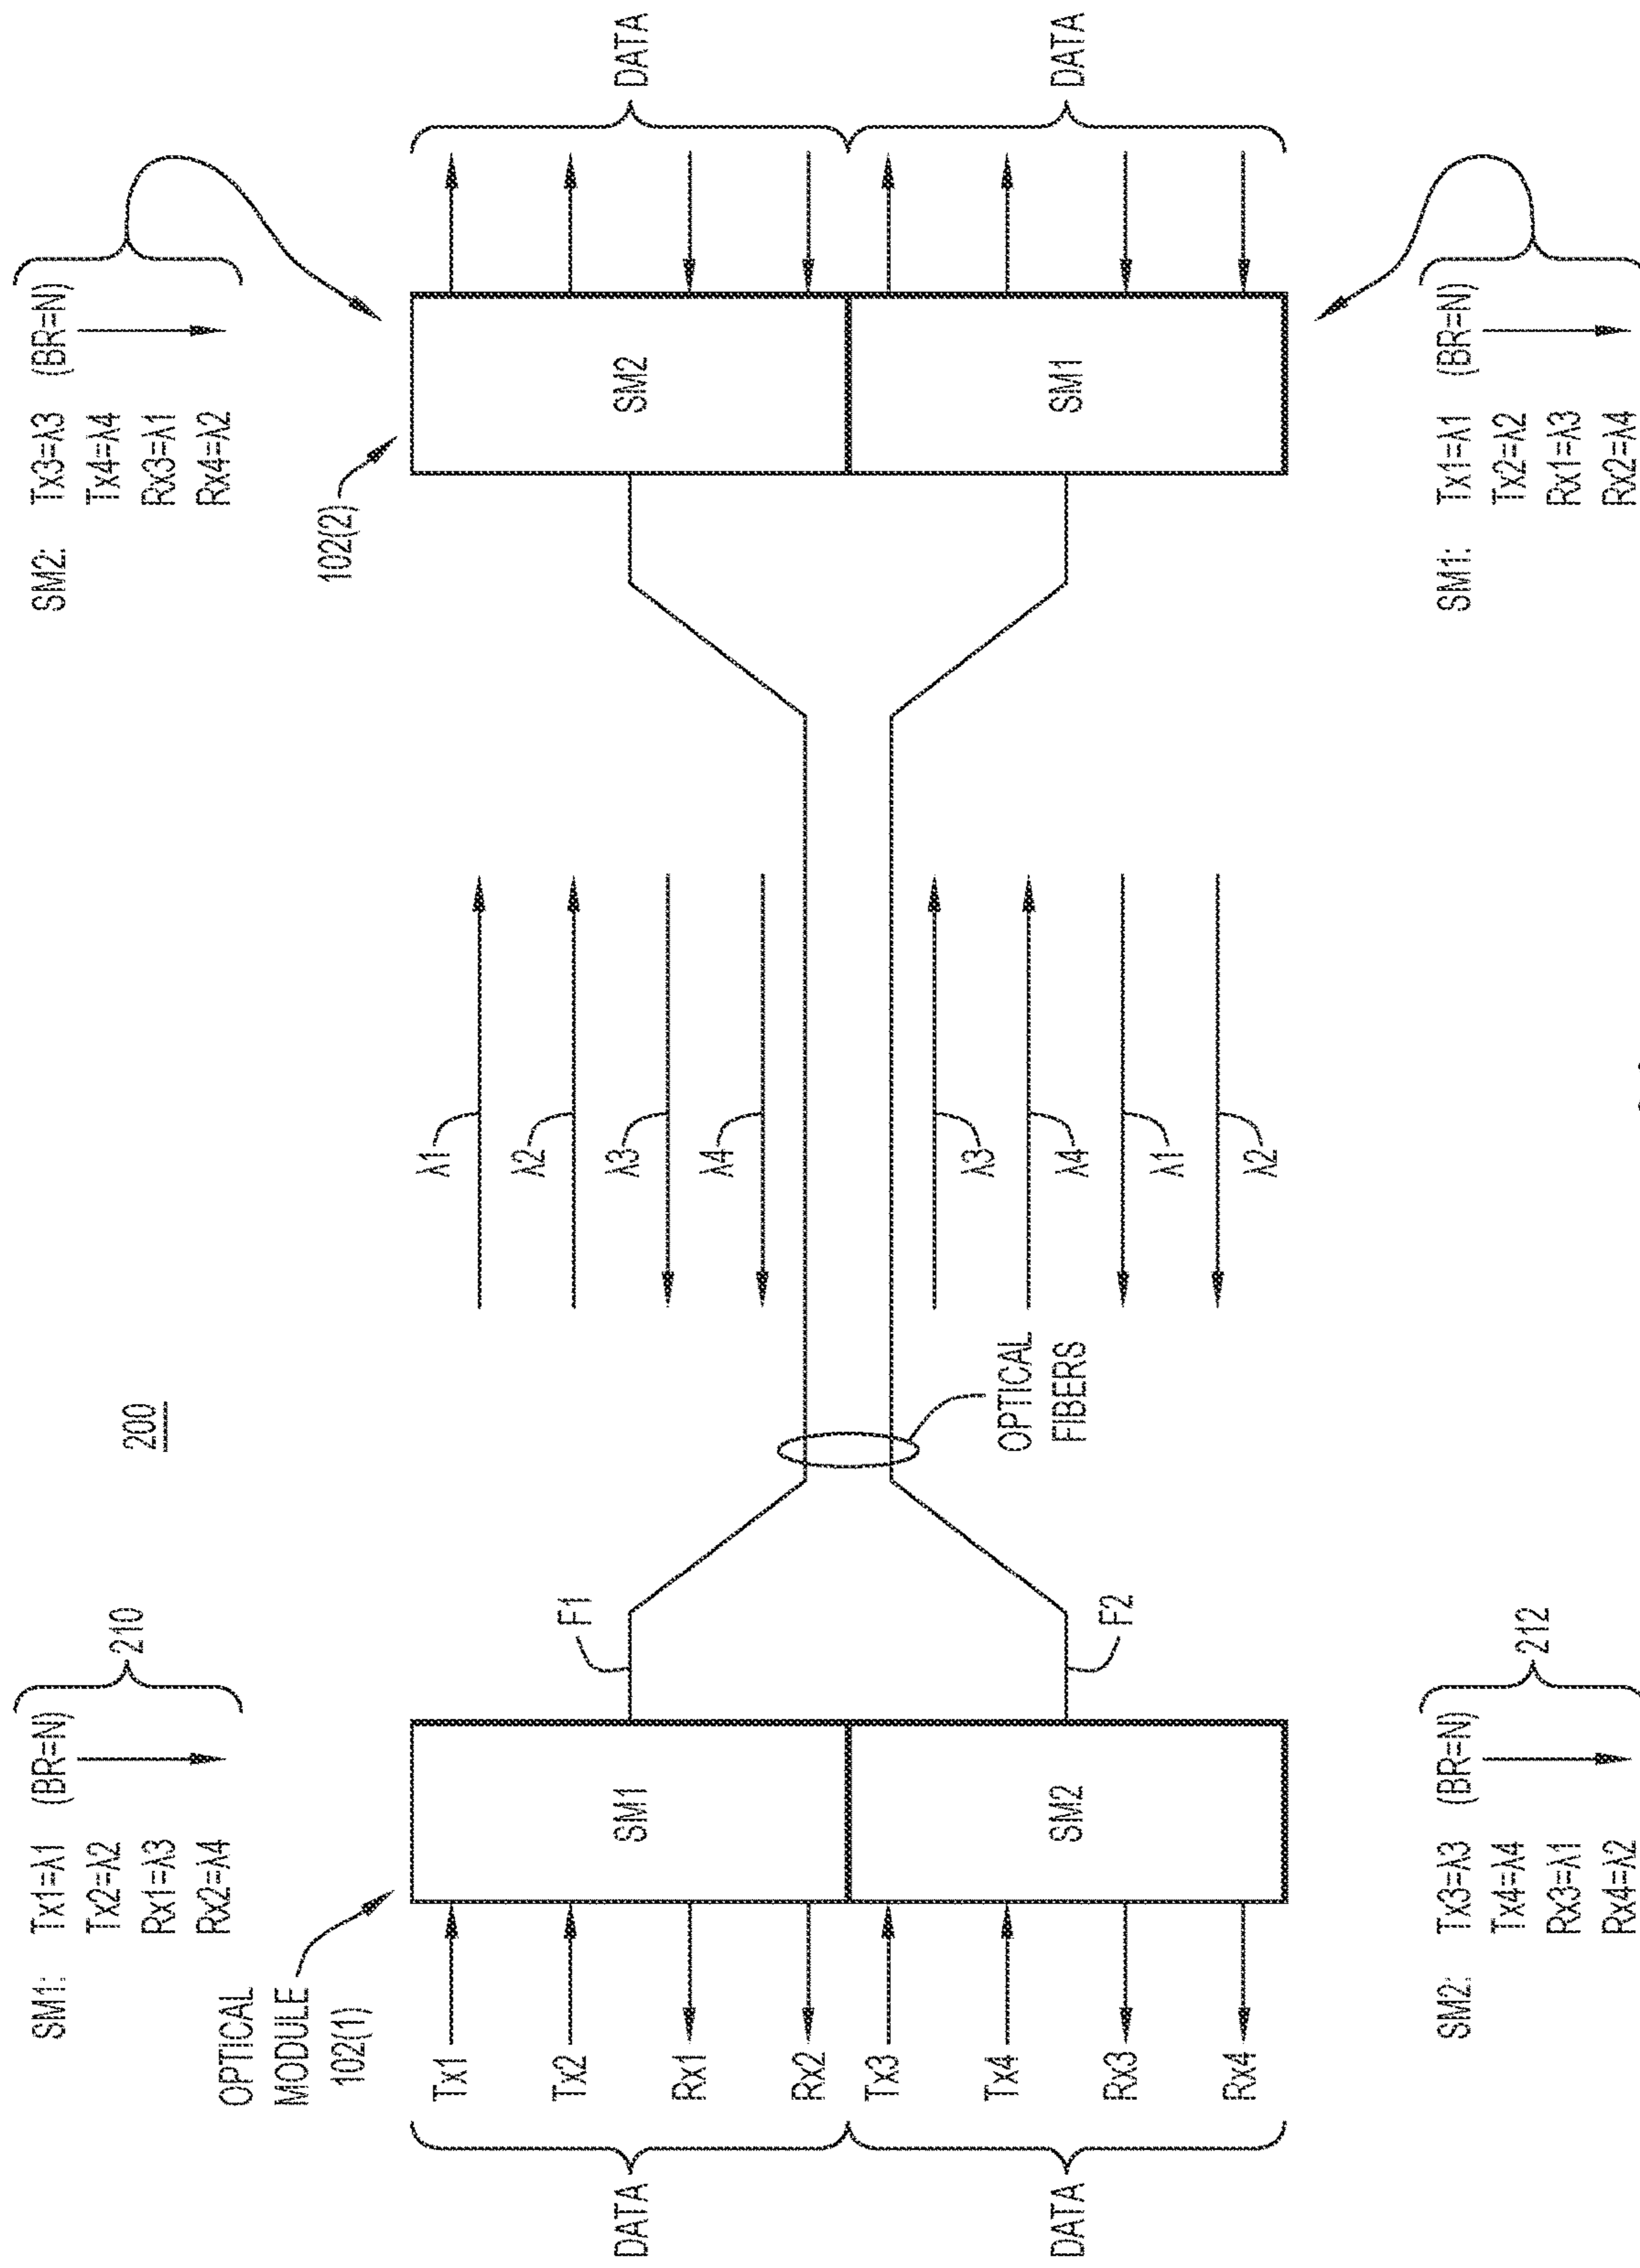 200
SM1: Tx1=λ1 (BR=N)
Tx2=λ2
Rx1=λ3
Rx2=λ4
210
SM2: Tx3=λ3 (BR=N)
Tx4=λ4
Rx3=λ1
Rx4=λ2
OPTICAL
MODULE
102(1)
102(2)
DATA
Tx1
Tx2
Rx1
Rx2
SM1
F1
λ1
λ2
λ3
λ4
SM2
DATA
DATA
Tx3
Tx4
Rx3
Rx4
SM2
F2
OPTICAL
FIBERS
λ3
λ4
λ1
λ2
SM1
DATA
SM2: Tx3=λ3 (BR=N)
Tx4=λ4
Rx3=λ1
Rx4=λ2
212
SM1: Tx1=λ1 (BR=N)
Tx2=λ2
Rx1=λ3
Rx2=λ4